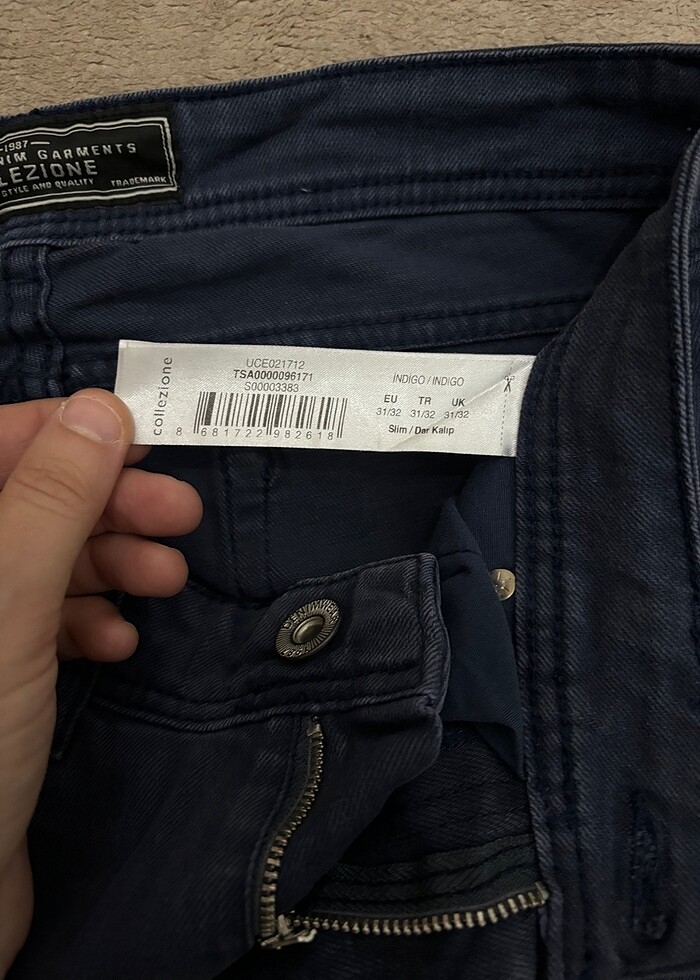 1987
NIM GARMENTS
LEZIONE
STYLE AND QUALITY TRADEMARK
collezione
UCE021712
TSA0000096171
S00003383
8 681722 982618
INDIGO / INDIGO
EU TR UK
31/32 31/32 31/32
Slim / Dar Kalıp